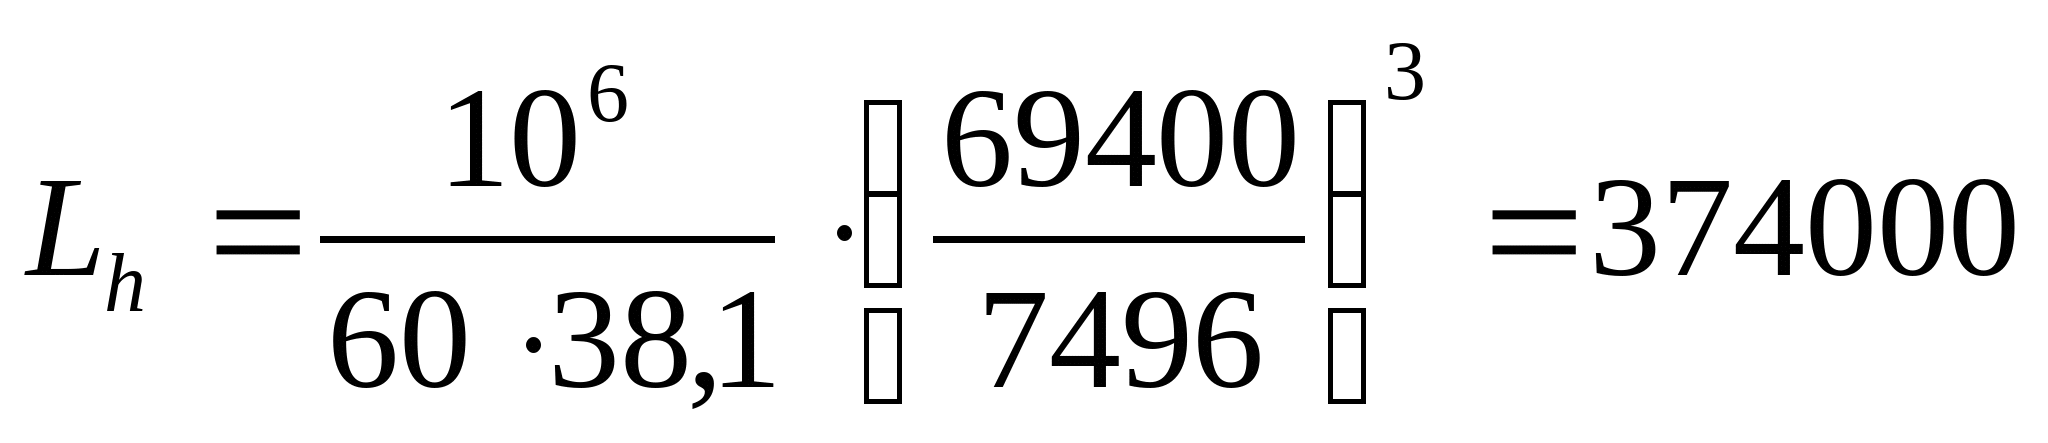 L_h = 10^6 / (60 · 38,1) · (69400 / 7496)^3 = 374000